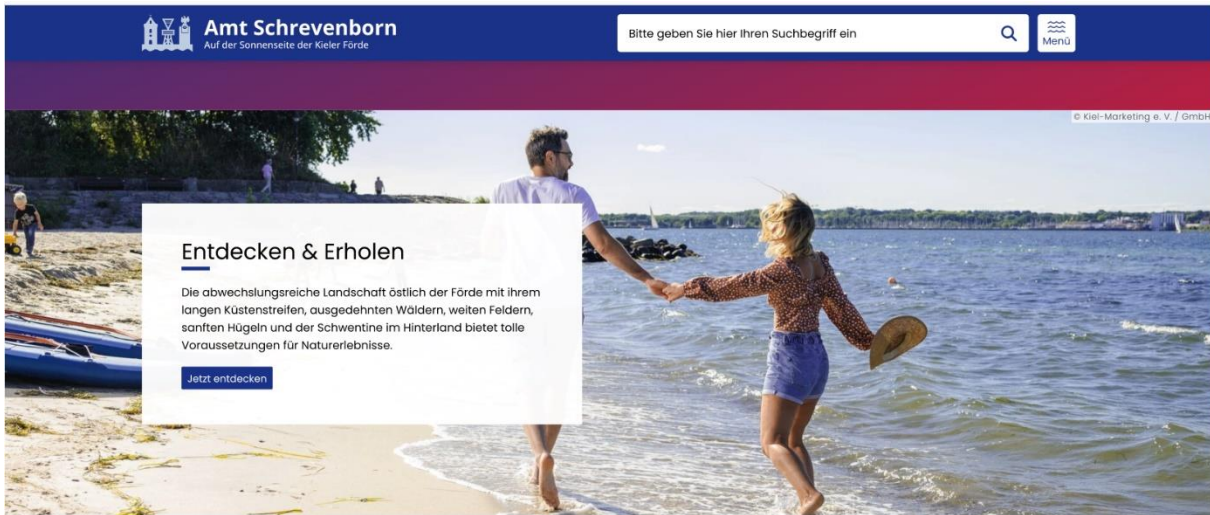 Amt Schrevenborn
Auf der Sonnenseite der Kieler Förde
Bitte geben Sie hier Ihren Suchbegriff ein
Menü
© Kiel-Marketing e. V. / GmbH
Entdecken & Erholen
Die abwechslungsreiche Landschaft östlich der Förde mit ihrem
langen Küstenstreifen, ausgedehnten Wäldern, weiten Feldern,
sanften Hügeln und der Schwentine im Hinterland bietet tolle
Voraussetzungen für Naturerlebnisse.
Jetzt entdecken